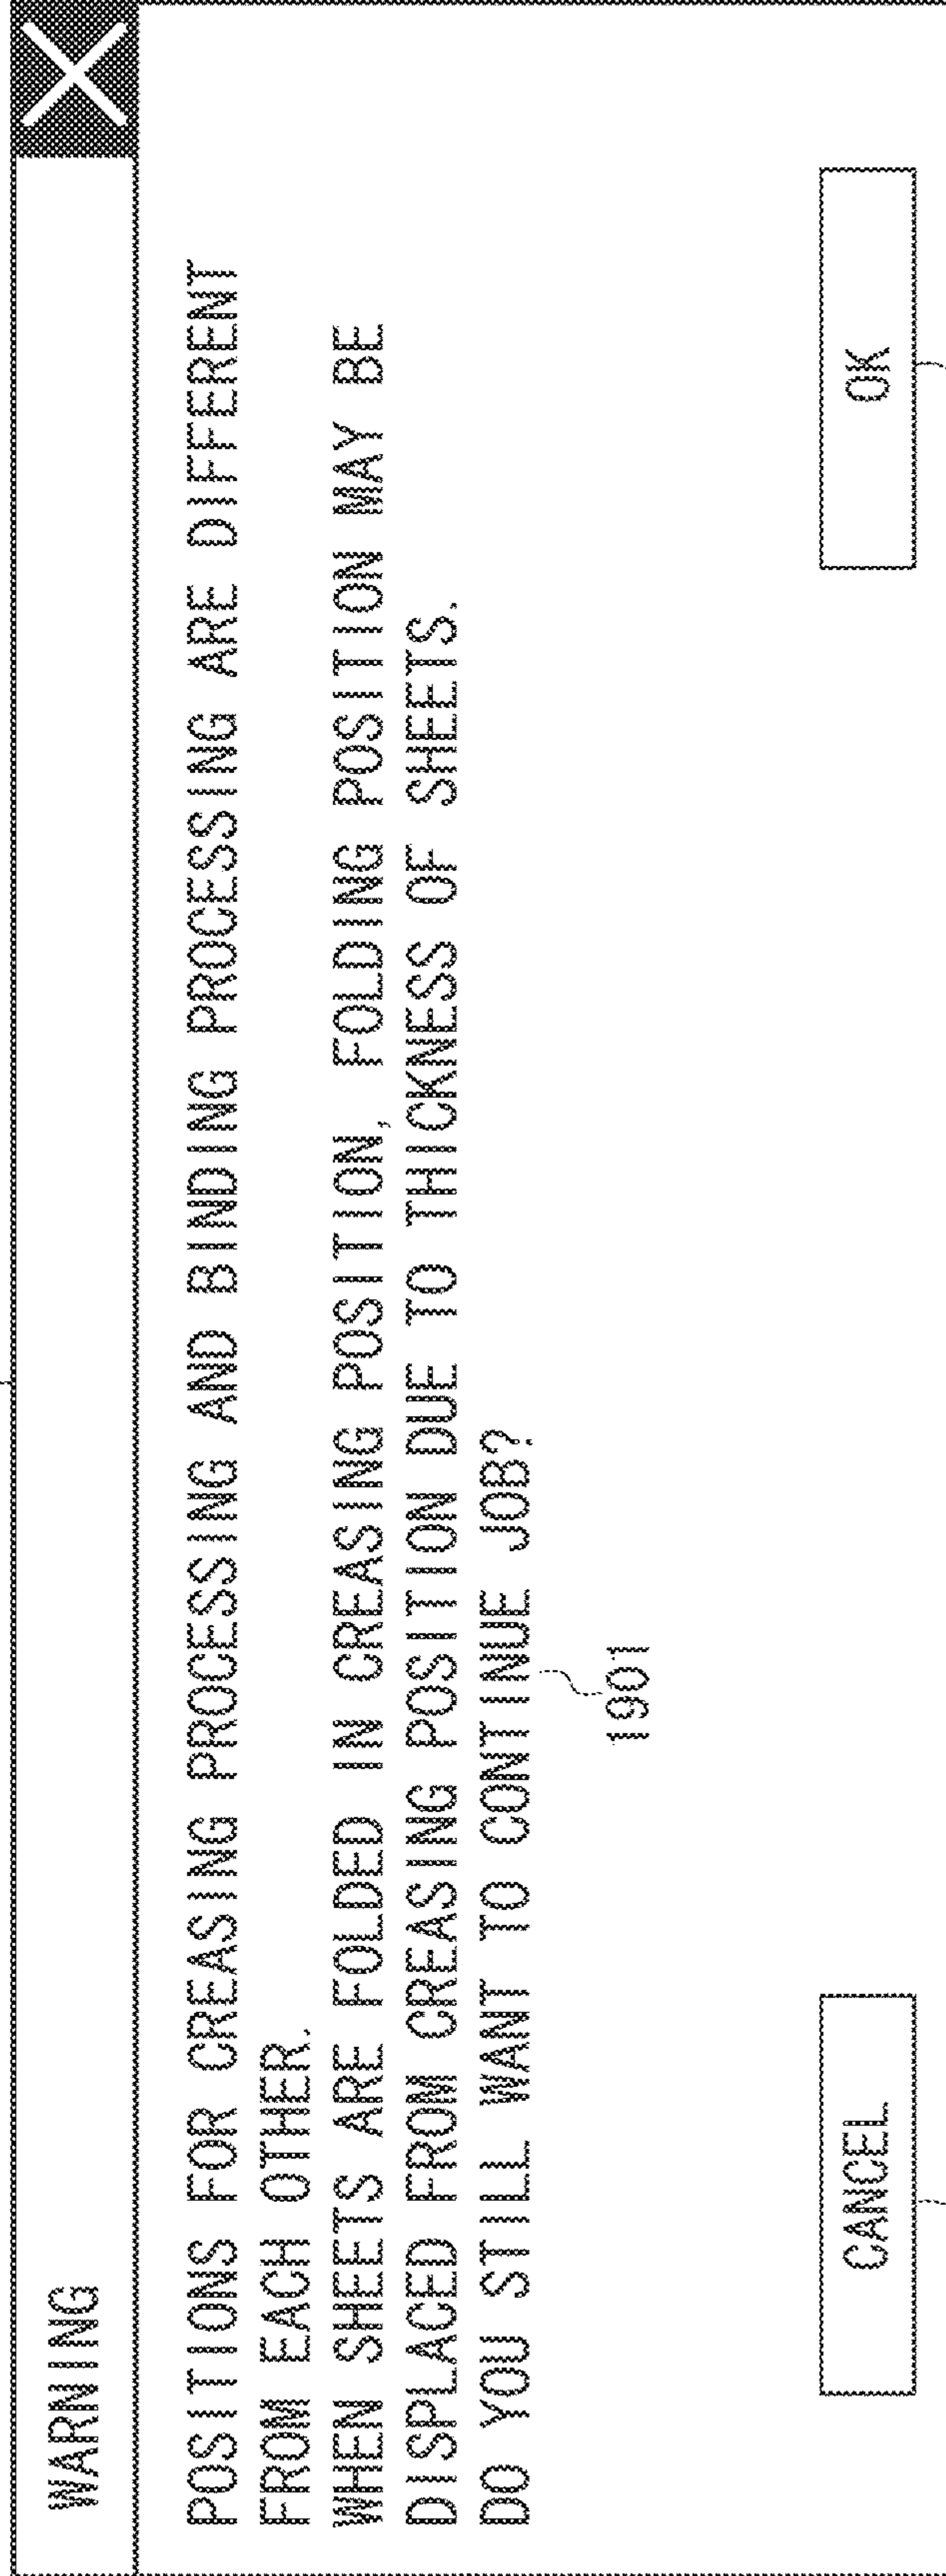 WARNING
POSITIONS FOR CREASING PROCESSING AND BINDING PROCESSING ARE DIFFERENT
FROM EACH OTHER.
WHEN SHEETS ARE FOLDED IN CREASING POSITION, FOLDING POSITION MAY BE
DISPLACED FROM CREASING POSITION DUE TO THICKNESS OF SHEETS.
DO YOU STILL WANT TO CONTINUE JOB?
1901
CANCEL
OK